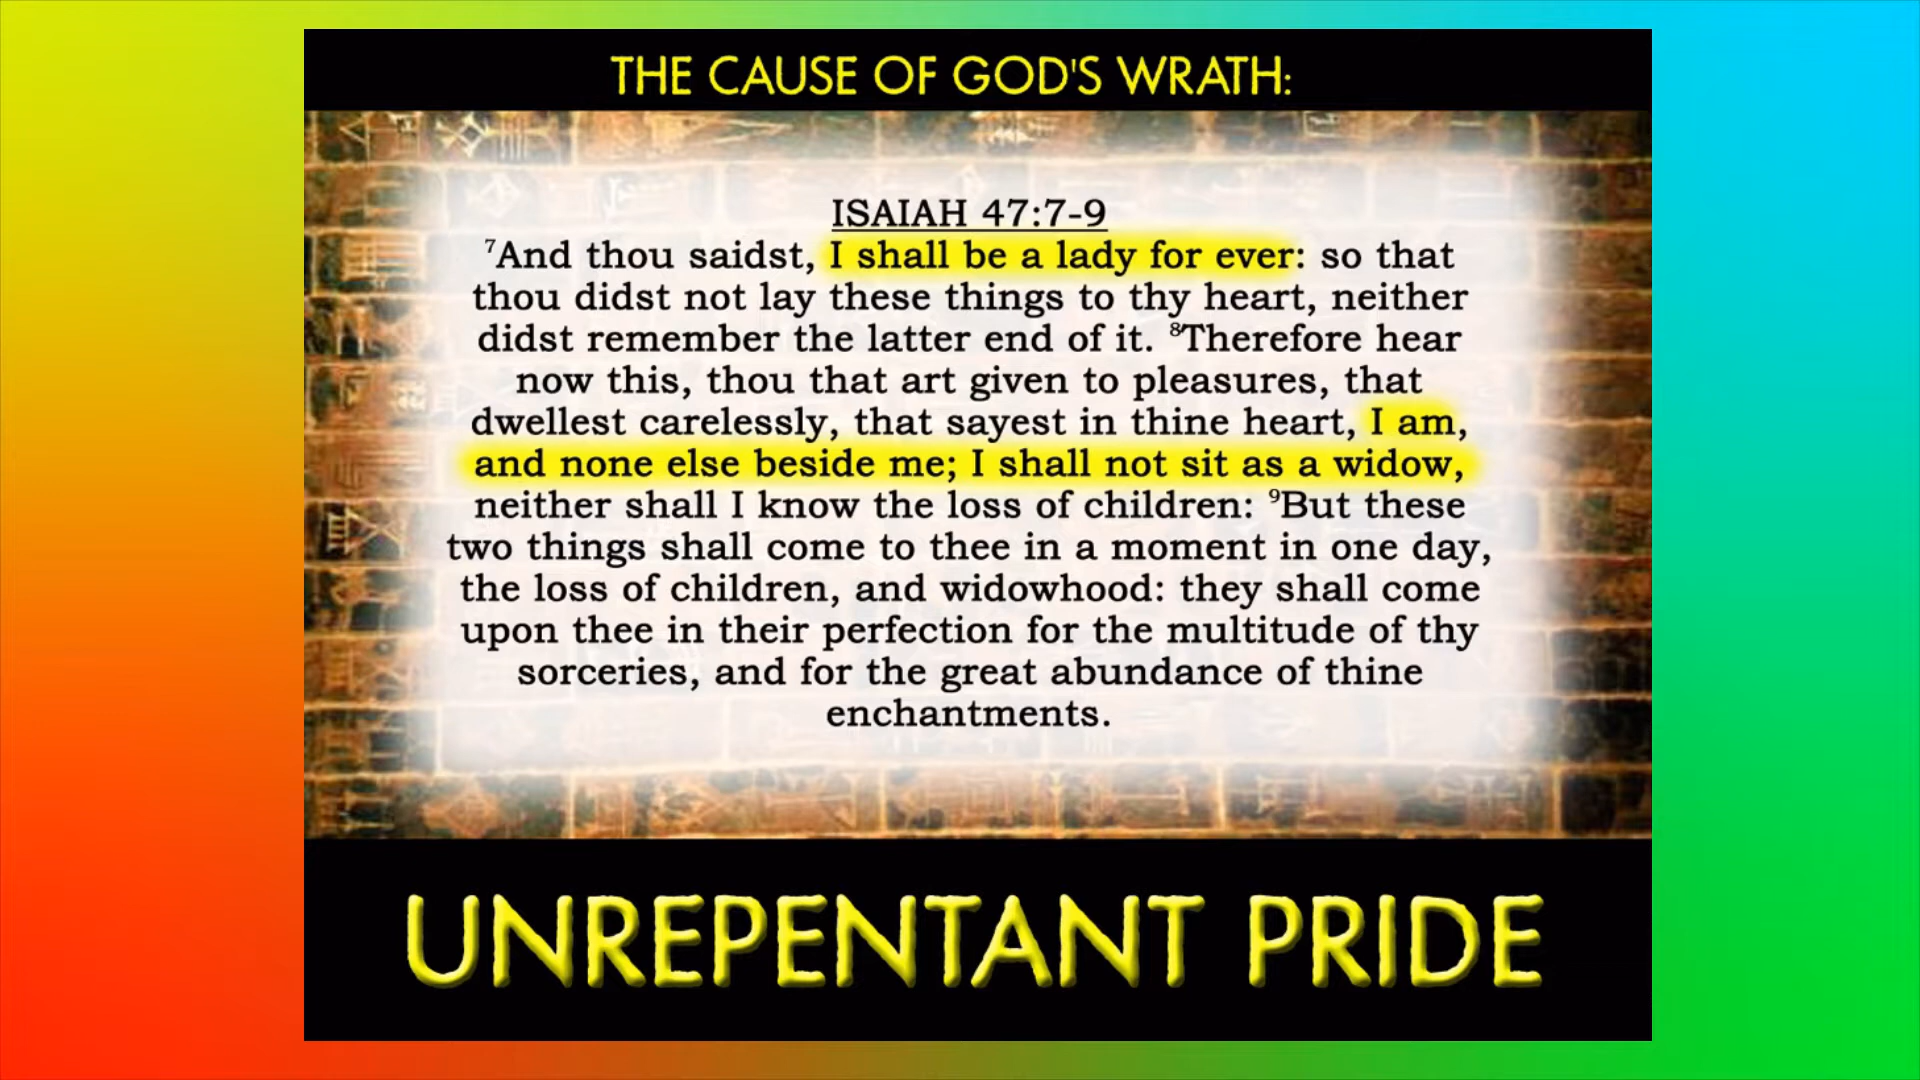 THE CAUSE OF GOD'S WRATH:
ISAIAH 47:7-9
⁷And thou saidst, I shall be a lady for ever: so that
thou didst not lay these things to thy heart, neither
didst remember the latter end of it. ⁸Therefore hear
now this, thou that art given to pleasures, that
dwellest carelessly, that sayest in thine heart, I am,
and none else beside me; I shall not sit as a widow,
neither shall I know the loss of children: ⁹But these
two things shall come to thee in a moment in one day,
the loss of children, and widowhood: they shall come
upon thee in their perfection for the multitude of thy
sorceries, and for the great abundance of thine
enchantments.
UNREPENTANT PRIDE